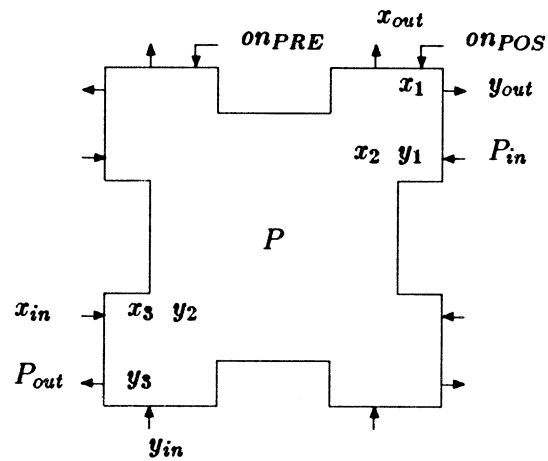 x_out
on_PRE
on_POS
x_1
y_out
x_2 y_1
P_in
P
x_in
x_3 y_2
P_out
y_3
y_in